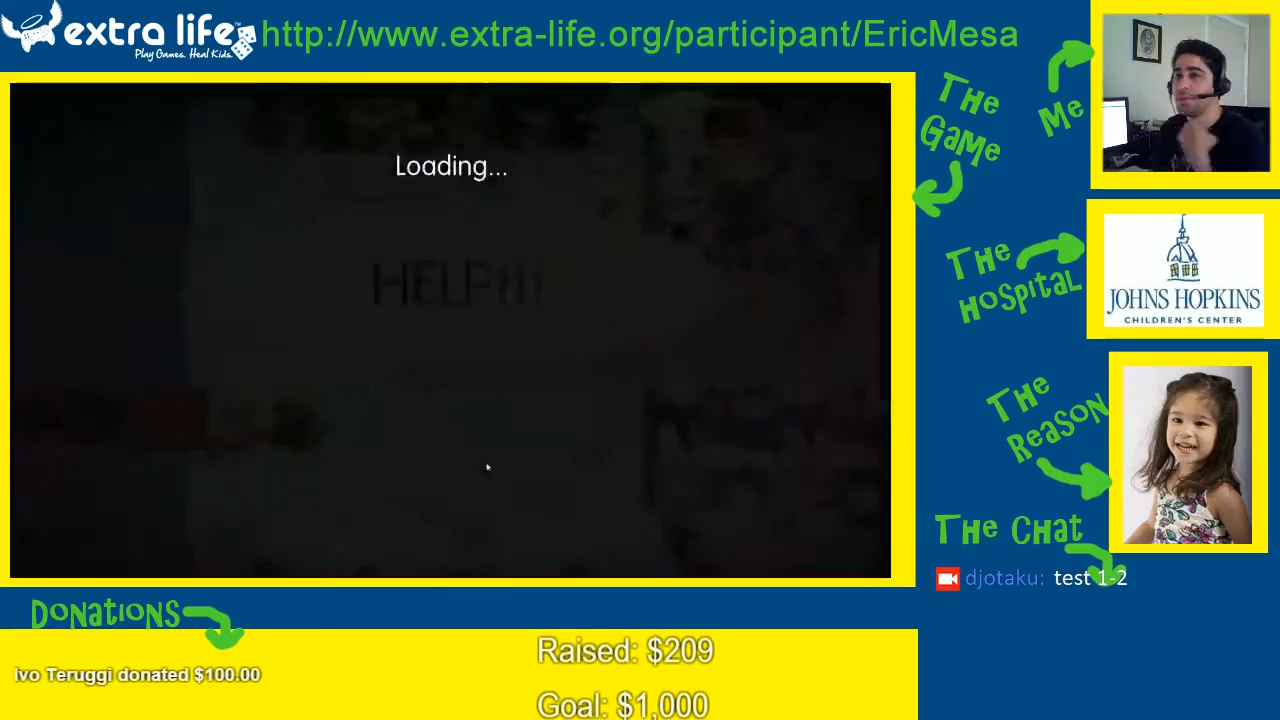 extra life
Play Games. Heal Kids.
http://www.extra-life.org/participant/EricMesa
THE GAME
Me
Loading...
HELP!!!
THE HOSPITAL
JOHNS HOPKINS
CHILDREN'S CENTER
THE REASON
THE CHAT
djotaku: test 1-2
DONATIONS
Ivo Teruggi donated $100.00
Raised: $209
Goal: $1,000